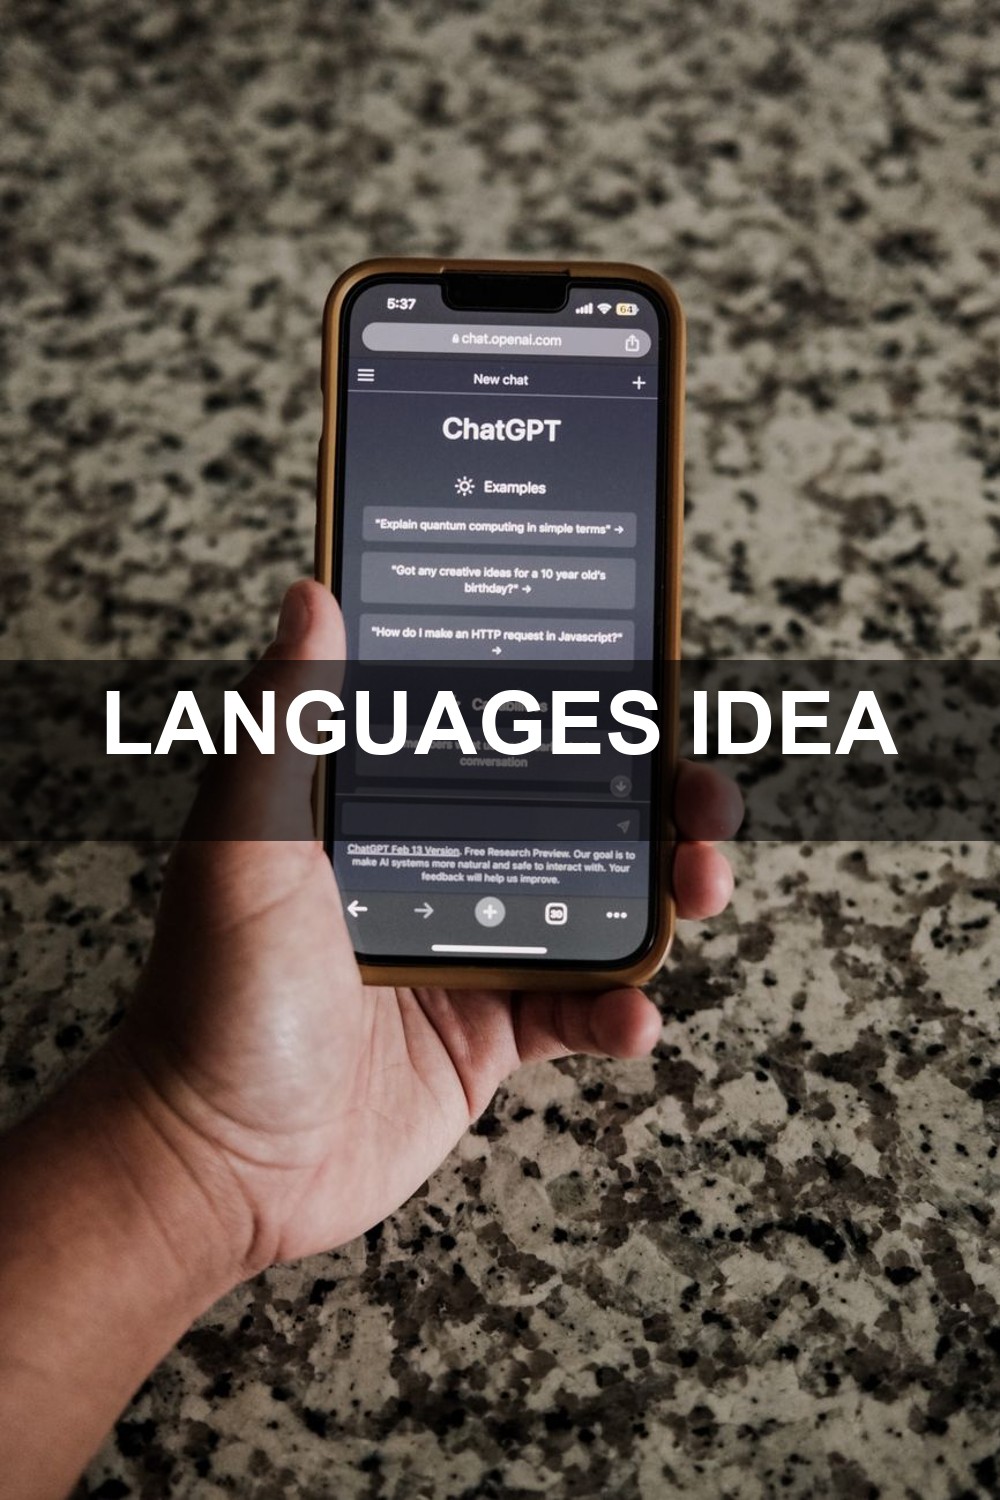 5:37
64
chat.openai.com
New chat
ChatGPT
Examples
"Explain quantum computing in simple terms" →
"Got any creative ideas for a 10 year old's
birthday?" →
"How do I make an HTTP request in Javascript?"
→
LANGUAGES IDEA
conversation
ChatGPT Feb 13 Version. Free Research Preview. Our goal is to
make AI systems more natural and safe to interact with. Your
feedback will help us improve.
30